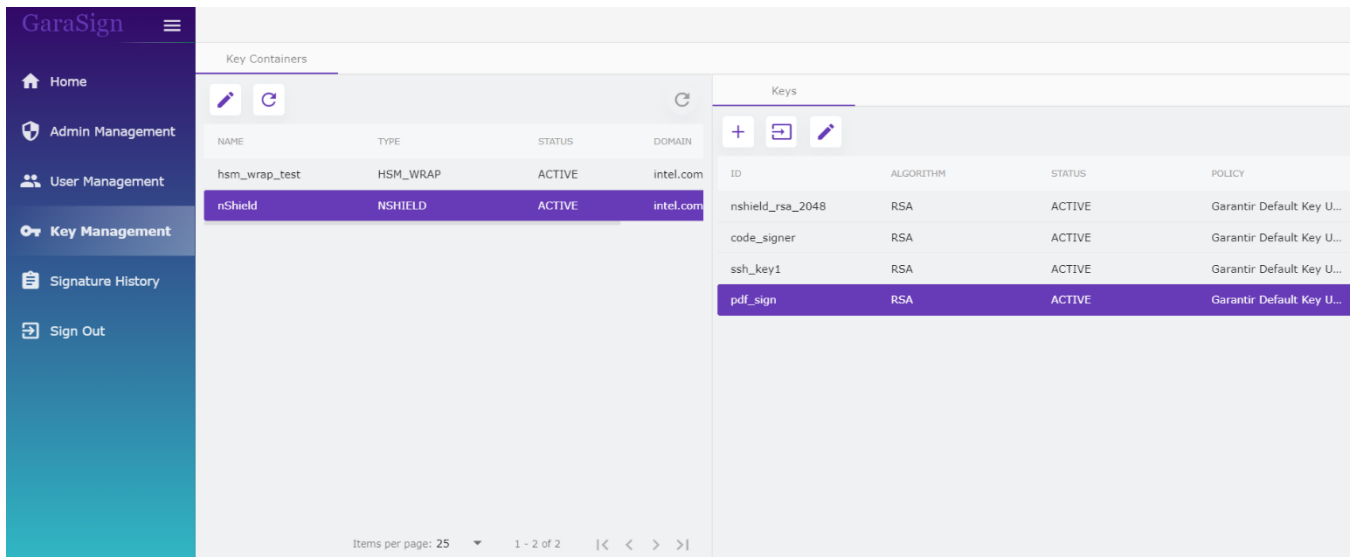 GaraSign
Home
Admin Management
User Management
Key Management
Signature History
Sign Out
Key Containers
NAME TYPE STATUS DOMAIN
hsm_wrap_test HSM_WRAP ACTIVE intel.com
nShield NSHIELD ACTIVE intel.com
Items per page: 25 1 - 2 of 2
Keys
ID ALGORITHM STATUS POLICY
nshield_rsa_2048 RSA ACTIVE Garantir Default Key U...
code_signer RSA ACTIVE Garantir Default Key U...
ssh_key1 RSA ACTIVE Garantir Default Key U...
pdf_sign RSA ACTIVE Garantir Default Key U...